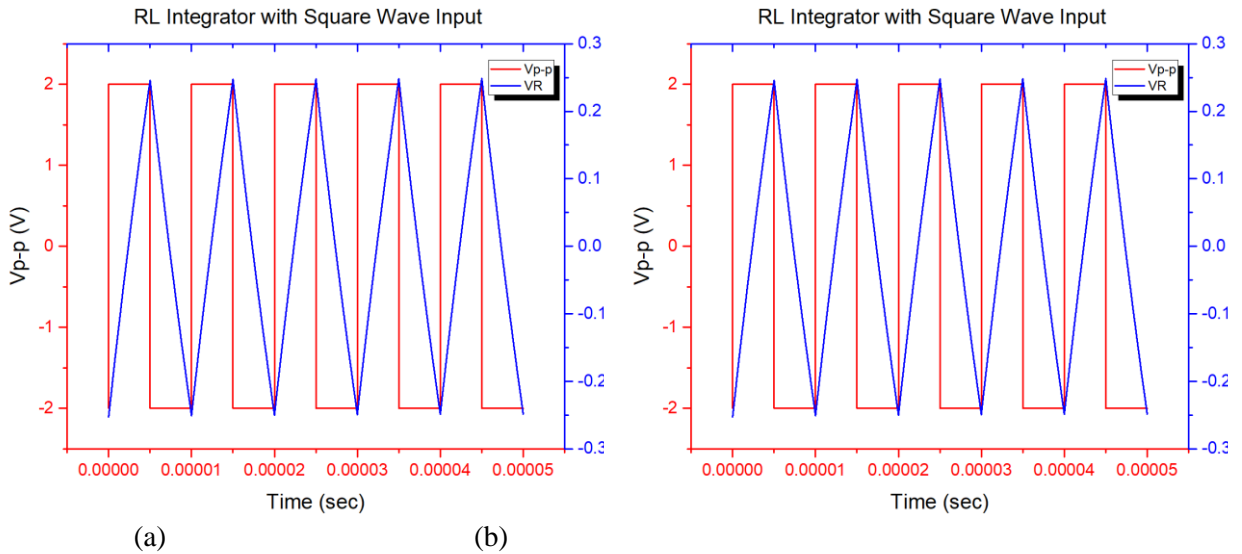 RL Integrator with Square Wave Input
Vp-p
VR
Vp-p (V)
2
1
0
-1
-2
0.3
0.2
0.1
0.0
-0.1
-0.2
-0.3
0.00000 0.00001 0.00002 0.00003 0.00004 0.00005
Time (sec)
(a)
RL Integrator with Square Wave Input
Vp-p
VR
Vp-p (V)
2
1
0
-1
-2
0.3
0.2
0.1
0.0
-0.1
-0.2
-0.3
0.00000 0.00001 0.00002 0.00003 0.00004 0.00005
Time (sec)
(b)